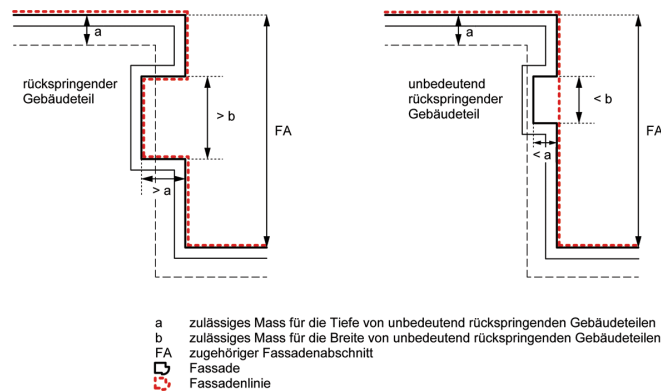 a
rückspringender
Gebäudeteil
> b
FA
> a
a
unbedeutend
rückspringender
Gebäudeteil
< b
FA
< a
a zulässiges Mass für die Tiefe von unbedeutend rückspringenden Gebäudeteilen
b zulässiges Mass für die Breite von unbedeutend rückspringenden Gebäudeteilen
FA zugehöriger Fassadenabschnitt
Fassade
Fassadenlinie